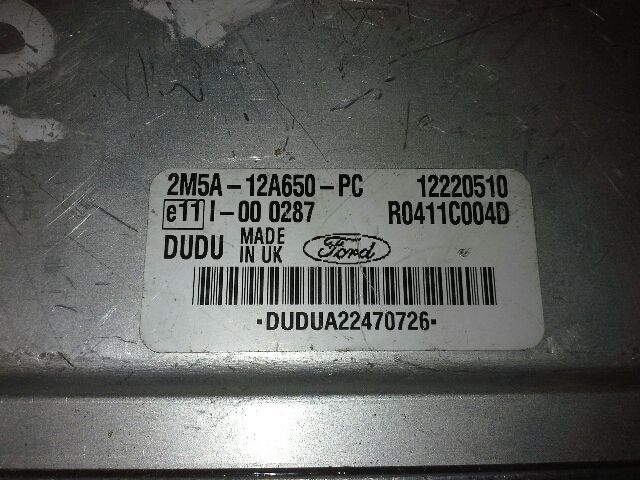 2M5A-12A650-PC 12220510
e11 I-00 0287 R0411C004D
DUDU MADE IN UK Ford
·DUDUA22470726·